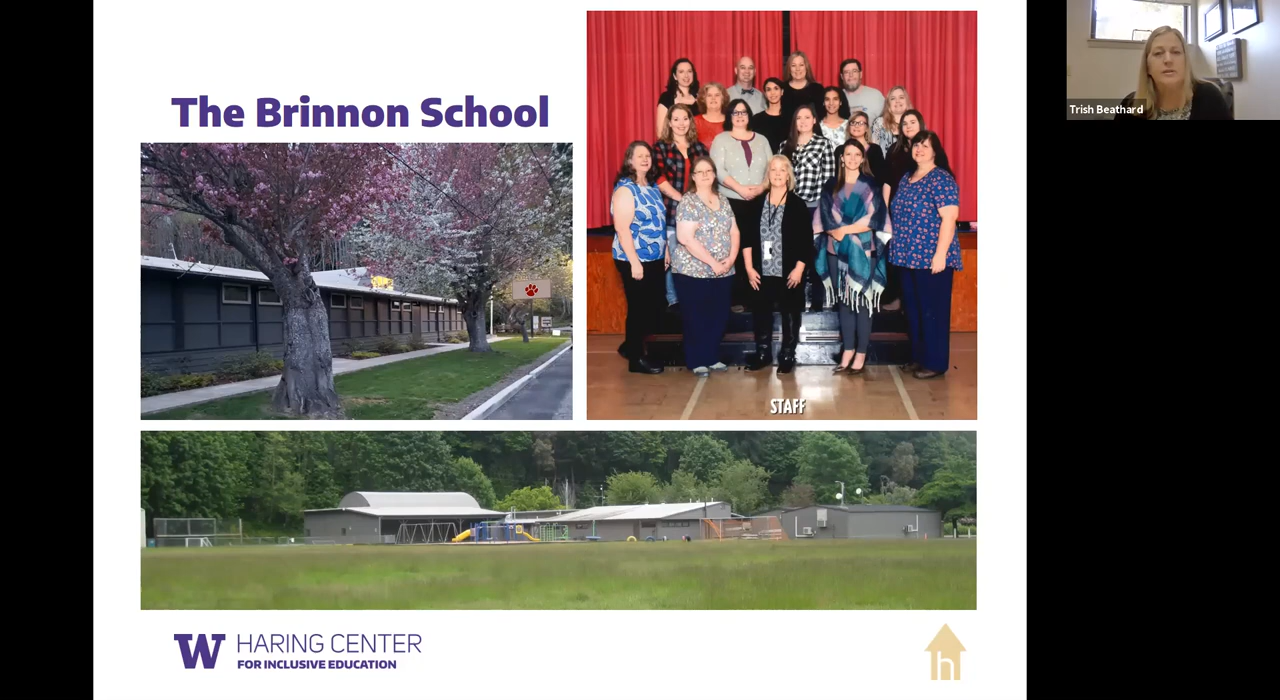 The Brinnon School
STAFF
Trish Beathard
W HARING CENTER
FOR INCLUSIVE EDUCATION
h